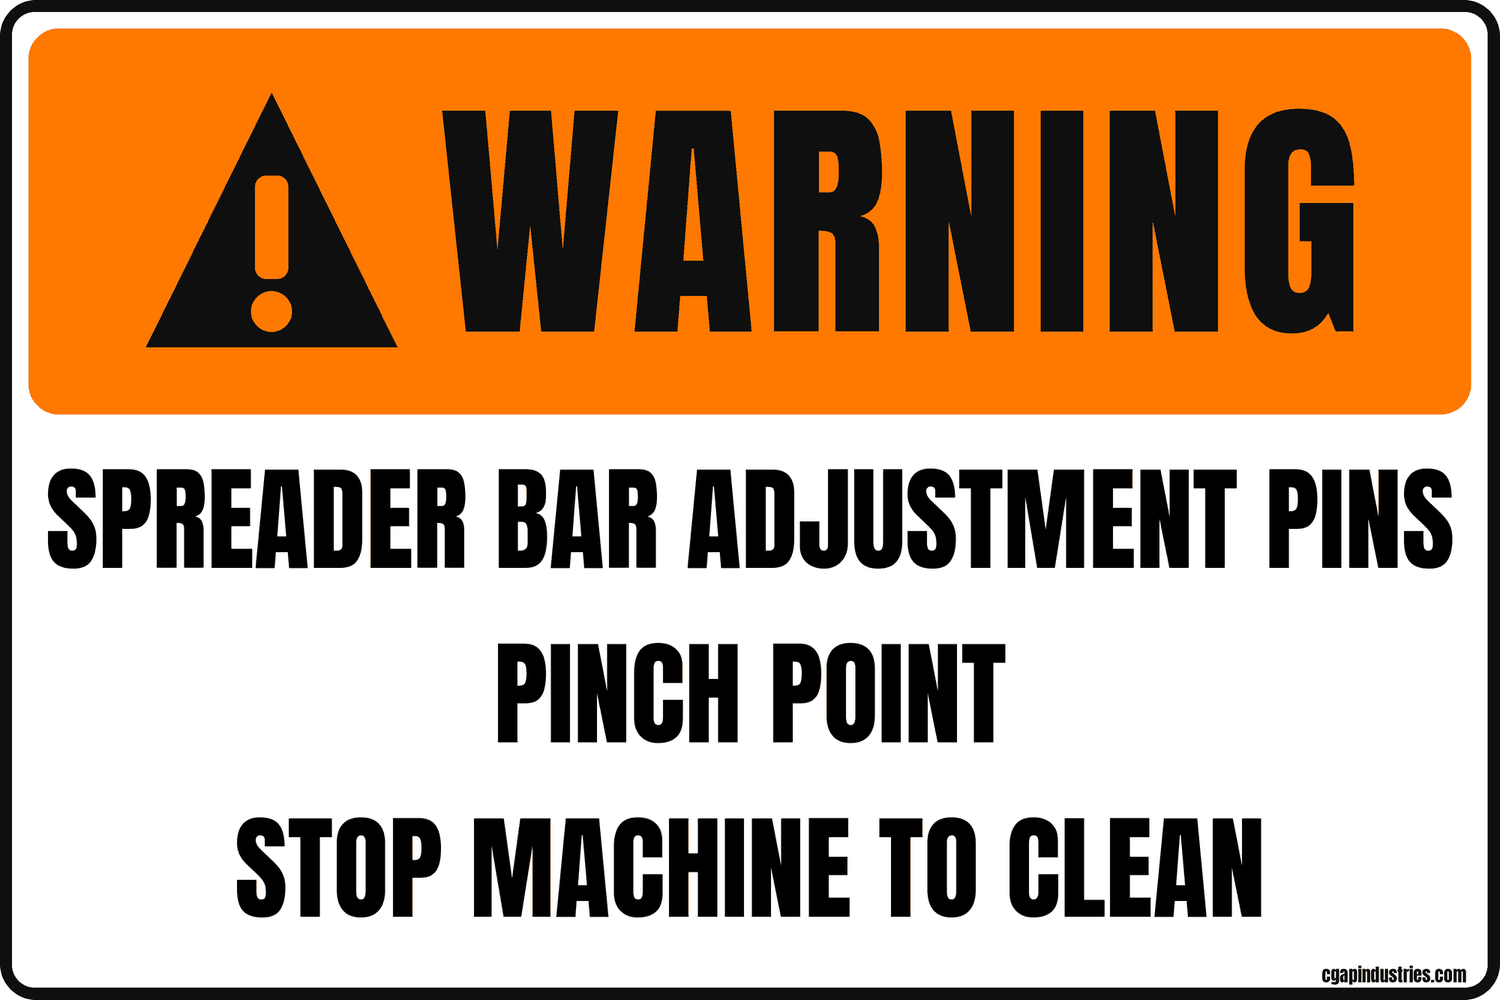 WARNING
SPREADER BAR ADJUSTMENT PINS
PINCH POINT
STOP MACHINE TO CLEAN
cgapindustries.com